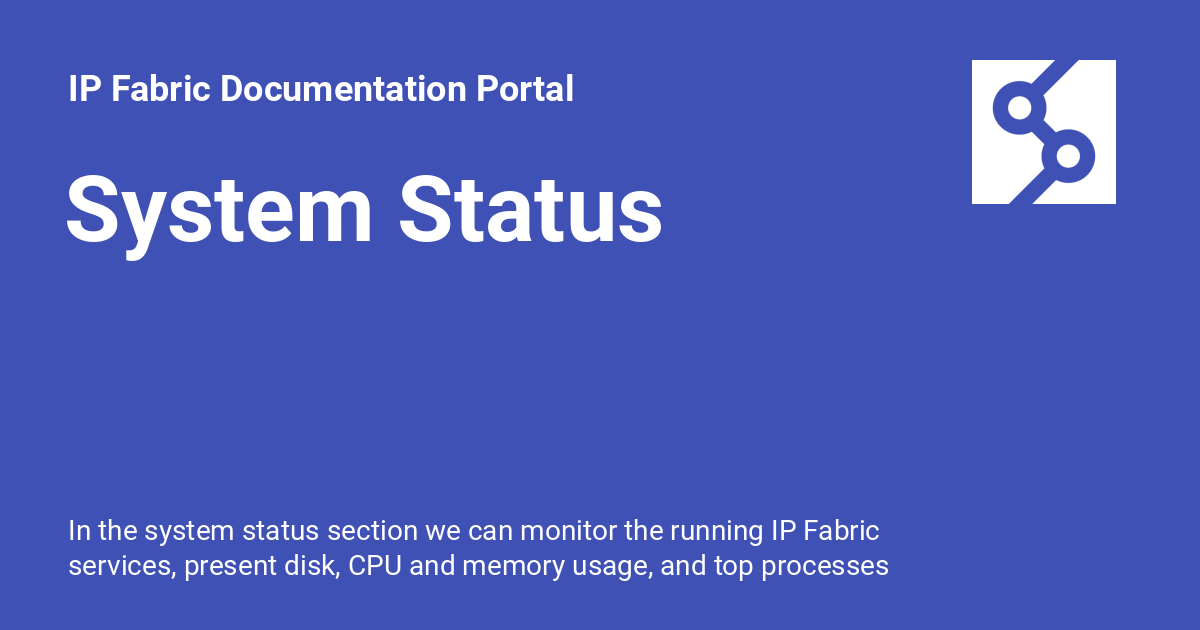 IP Fabric Documentation Portal
System Status
In the system status section we can monitor the running IP Fabric
services, present disk, CPU and memory usage, and top processes